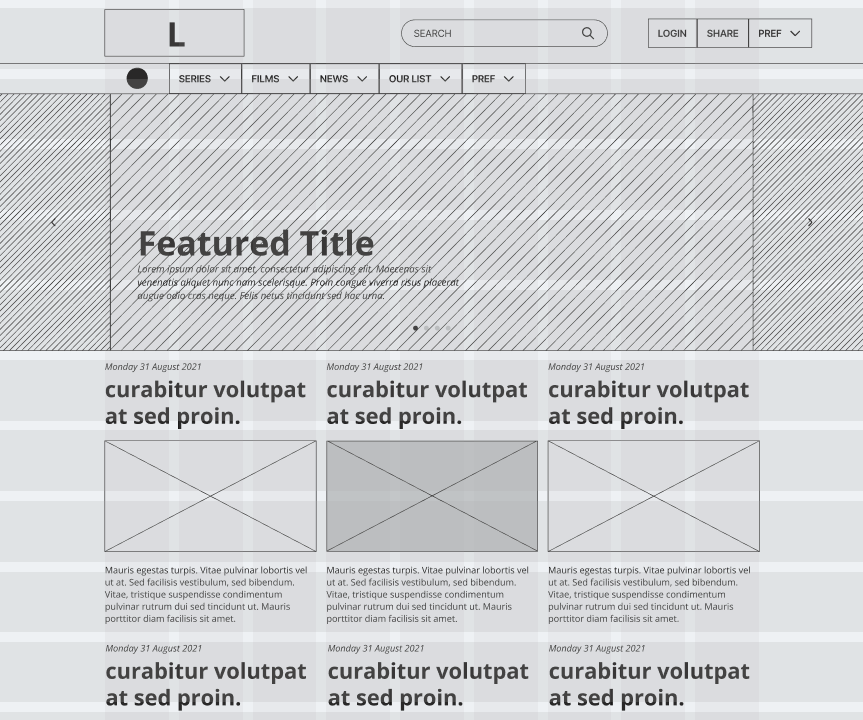 L
SEARCH
LOGIN SHARE PREF
SERIES FILMS NEWS OUR LIST PREF
Featured Title
Lorem ipsum dolor sit amet, consectetur adipiscing elit. Maecenas sit
venenatis aliquet nunc nam scelerisque. Proin congue viverra risus placerat
augue odio cras neque. Felis netus tincidunt sed hac urna.
Monday 31 August 2021
curabitur volutpat
at sed proin.
Mauris egestas turpis. Vitae pulvinar lobortis vel
ut at. Sed facilisis vestibulum, sed bibendum.
Vitae, tristique suspendisse condimentum
pulvinar rutrum dui sed tincidunt ut. Mauris
porttitor diam facilisis sit amet.
Monday 31 August 2021
curabitur volutpat
at sed proin.
Mauris egestas turpis. Vitae pulvinar lobortis vel
ut at. Sed facilisis vestibulum, sed bibendum.
Vitae, tristique suspendisse condimentum
pulvinar rutrum dui sed tincidunt ut. Mauris
porttitor diam facilisis sit amet.
Monday 31 August 2021
curabitur volutpat
at sed proin.
Mauris egestas turpis. Vitae pulvinar lobortis vel
ut at. Sed facilisis vestibulum, sed bibendum.
Vitae, tristique suspendisse condimentum
pulvinar rutrum dui sed tincidunt ut. Mauris
porttitor diam facilisis sit amet.
Monday 31 August 2021
curabitur volutpat
at sed proin.
Monday 31 August 2021
curabitur volutpat
at sed proin.
Monday 31 August 2021
curabitur volutpat
at sed proin.